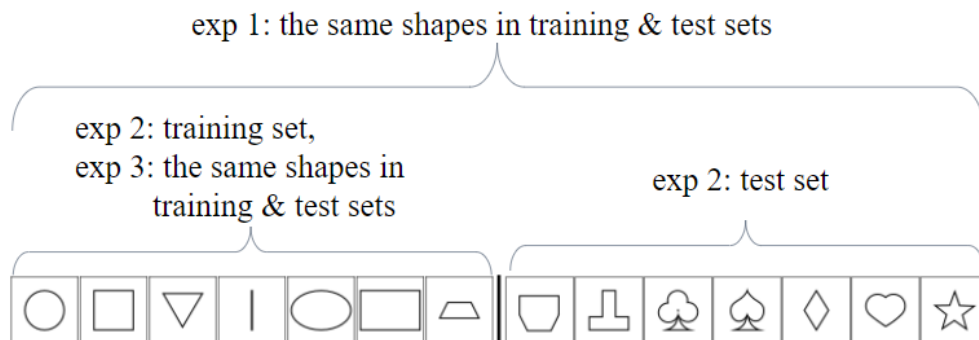 exp 1: the same shapes in training & test sets
exp 2: training set,
exp 3: the same shapes in
training & test sets
exp 2: test set